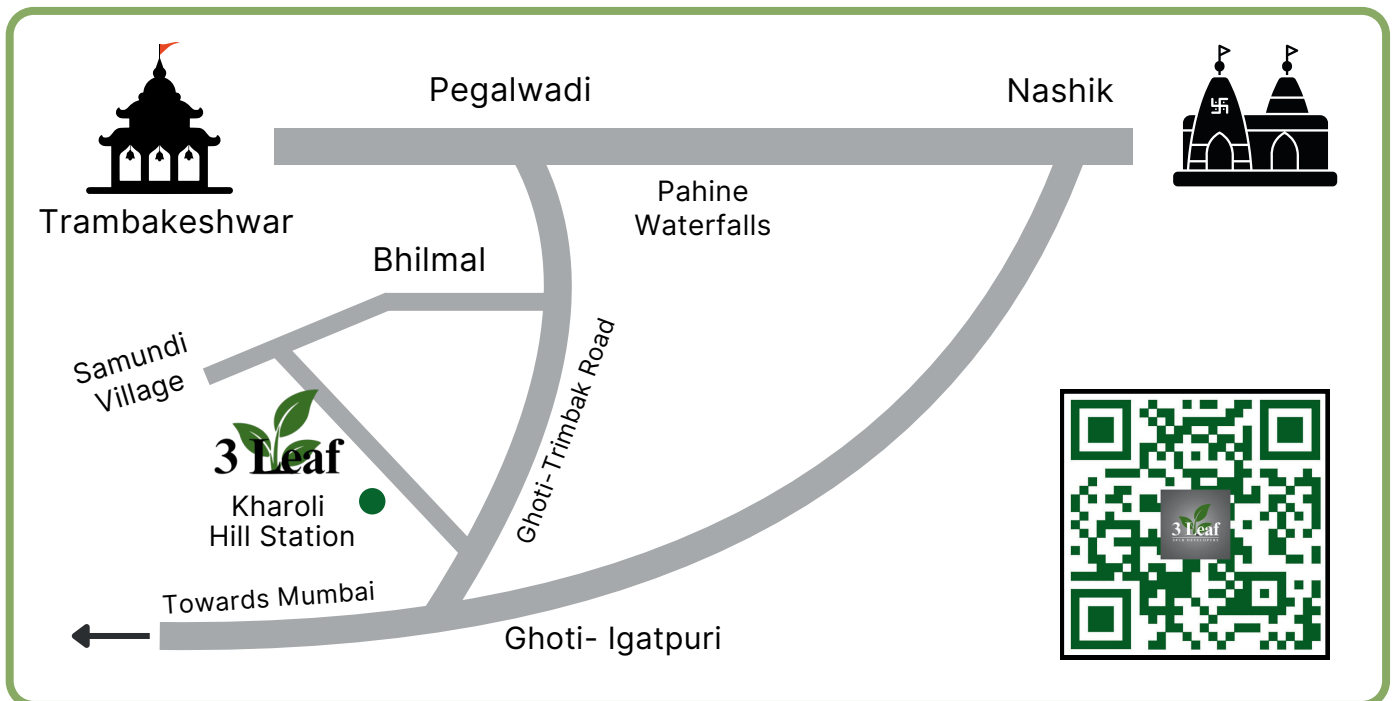 Pegalwadi
Nashik
Trambakeshwar
Pahine
Waterfalls
Bhilmal
Samundi
Village
Ghoti-Trimbak Road
3 Leaf
Kharoli
Hill Station
Towards Mumbai
Ghoti- Igatpuri
3 Leaf